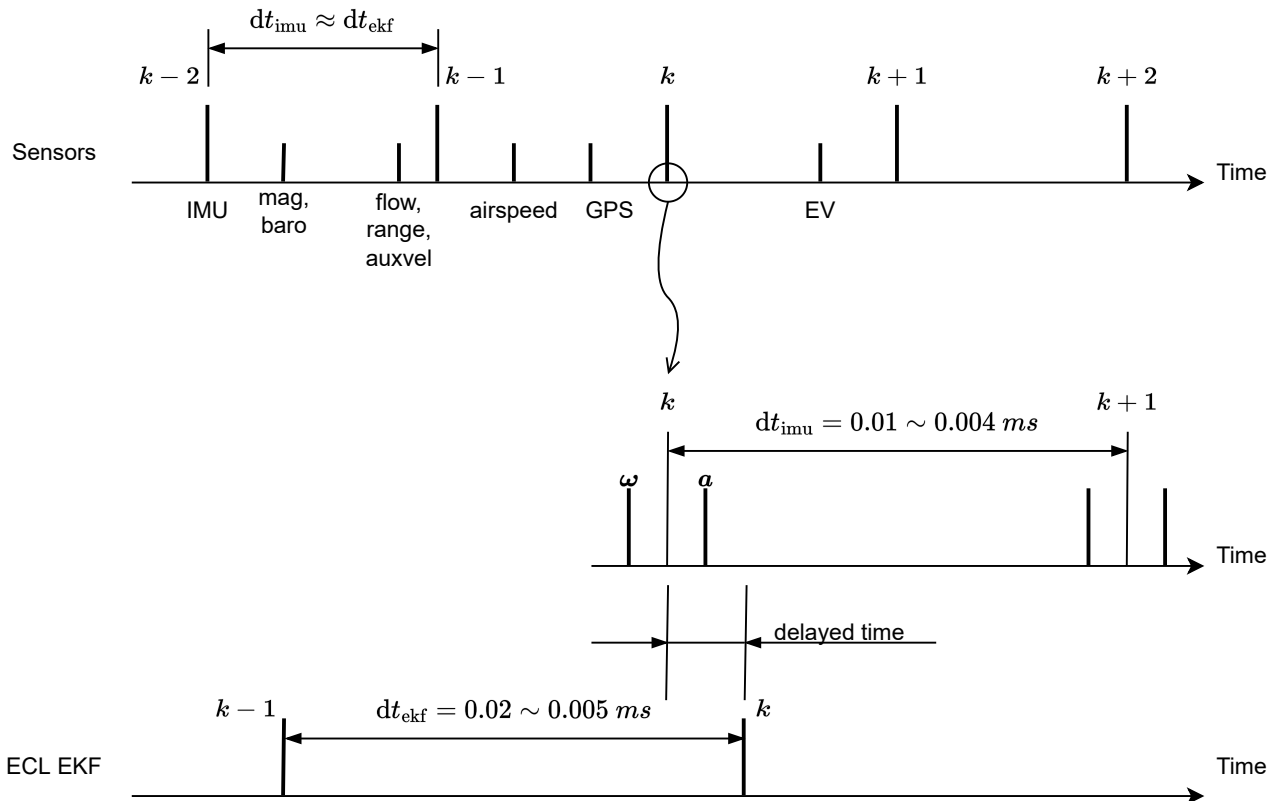 dt_imu ≈ dt_ekf
k − 2
k − 1
k
k + 1
k + 2
Sensors
Time
IMU
mag,
baro
flow,
range,
auxvel
airspeed
GPS
EV
k
k + 1
dt_imu = 0.01 ∼ 0.004 ms
ω
a
Time
delayed time
k − 1
dt_ekf = 0.02 ∼ 0.005 ms
k
ECL EKF
Time